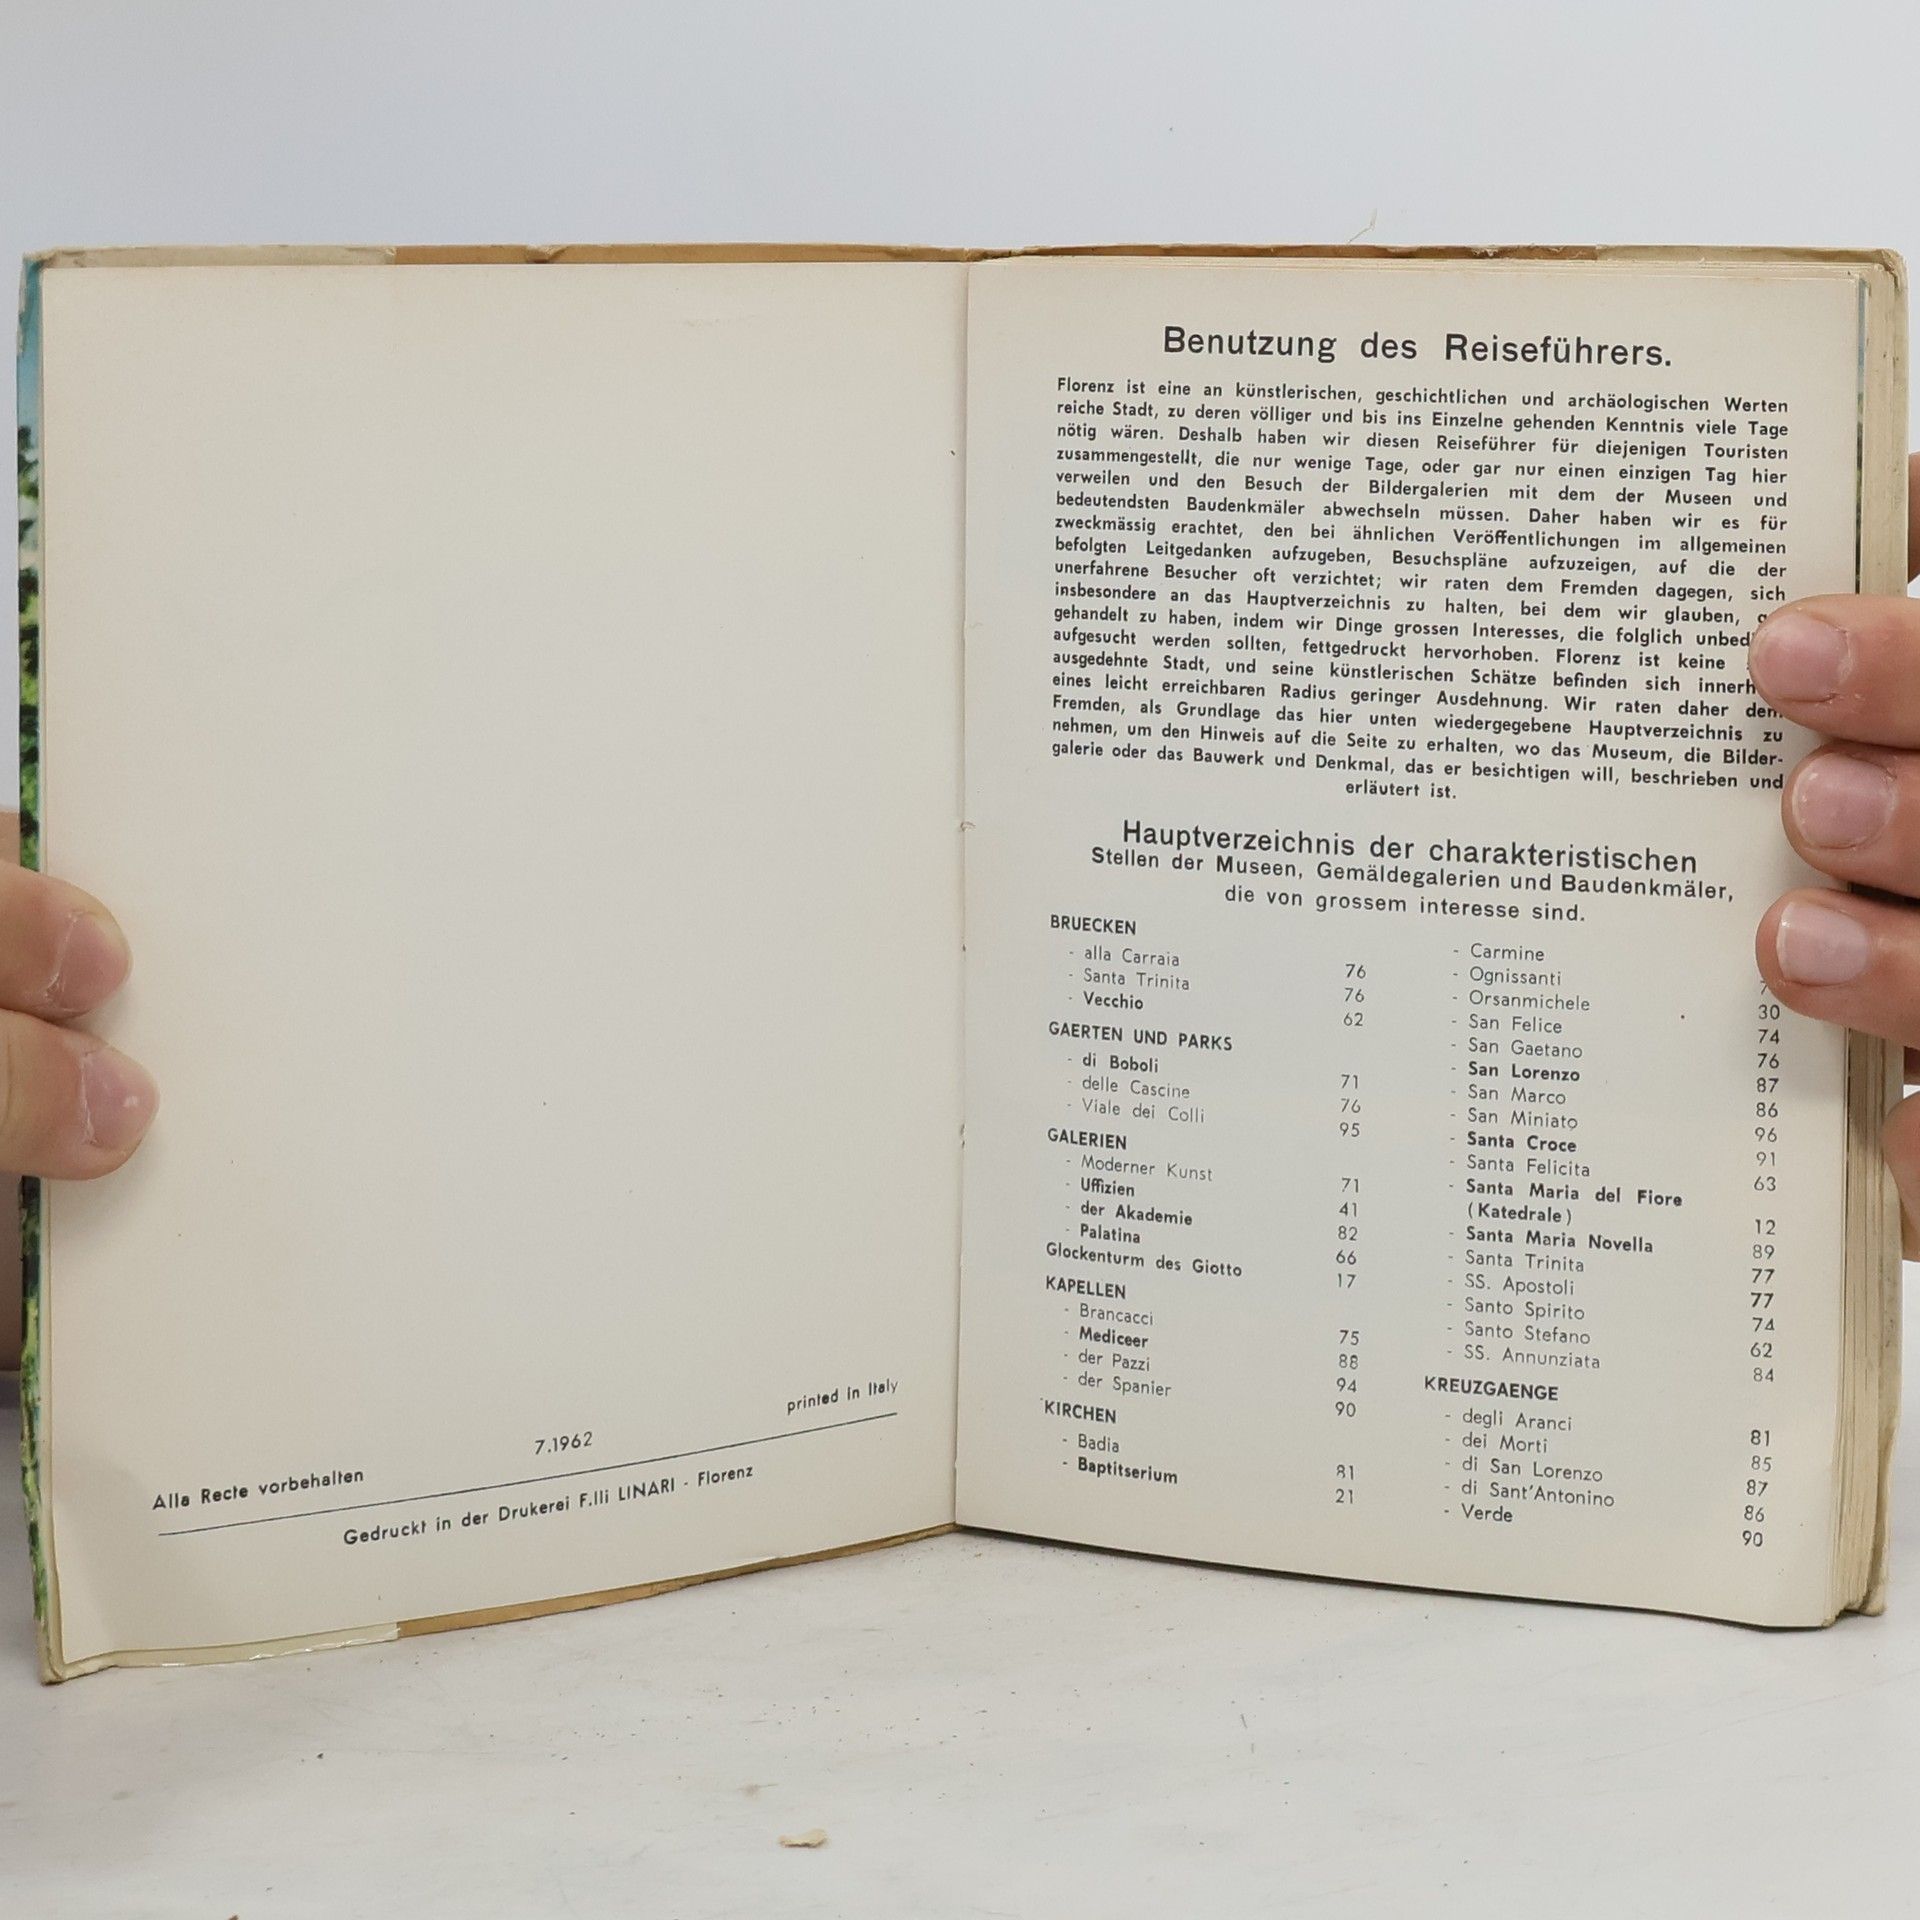 printed in Italy
7.1962
Alla Recte vorbehalten
Gedruckt in der Drukerei F.lli LINARI - Florenz
Benutzung des Reiseführers.
Florenz ist eine an künstlerischen, geschichtlichen und archäologischen Werten
reiche Stadt, zu deren völliger und bis ins Einzelne gehenden Kenntnis viele Tage
nötig wären. Deshalb haben wir diesen Reiseführer für diejenigen Touristen
zusammengestellt, die nur wenige Tage, oder gar nur einen einzigen Tag hier
verweilen und den Besuch der Bildergalerien mit dem der Museen und
bedeutendsten Baudenkmäler abwechseln müssen. Daher haben wir es für
zweckmässig erachtet, den bei ähnlichen Veröffentlichungen im allgemeinen
befolgten Leitgedanken aufzugeben, Besuchspläne aufzuzeigen, auf die der
unerfahrene Besucher oft verzichtet; wir raten dem Fremden dagegen, sich
insbesondere an das Hauptverzeichnis zu halten, bei dem wir glauben,
gehandelt zu haben, indem wir Dinge grossen Interesses, die folglich
aufgesucht werden sollten, fettgedruckt hervorhoben. Florenz ist keine
ausgedehnte Stadt, und seine künstlerischen Schätze befinden sich
eines leicht erreichbaren Radius geringer Ausdehnung. Wir raten daher dem
Fremden, als Grundlage das hier unten wiedergegebene Hauptverzeichnis zu
nehmen, um den Hinweis auf die Seite zu erhalten, wo das Museum, die Bilder-
galerie oder das Bauwerk und Denkmal, das er besichtigen will, beschrieben und
erläutert ist.
Hauptverzeichnis der charakteristischen
Stellen der Museen, Gemäldegalerien und Baudenkmäler,
die von grossem interesse sind.
BRUECKEN
- alla Carraia 76
- Santa Trinita 76
- Vecchio 62
GAERTEN UND PARKS
- di Boboli 71
- delle Cascine 76
- Viale dei Colli 95
GALERIEN
- Moderner Kunst 71
- Uffizien 41
- der Akademie 82
- Palatina 66
Glockenturm des Giotto 17
KAPELLEN
- Brancacci 75
- Mediceer 88
- der Pazzi 94
- der Spanier 90
KIRCHEN
- Badia 81
- Baptitserium 21
- Carmine
- Ognissanti
- Orsanmichele 30
- San Felice 74
- San Gaetano 76
- San Lorenzo 87
- San Marco 86
- San Miniato 96
- Santa Croce 91
- Santa Felicita 63
- Santa Maria del Fiore
(Katedrale) 12
- Santa Maria Novella 89
- Santa Trinita 77
- SS. Apostoli 77
- Santo Spirito 74
- Santo Stefano 62
- SS. Annunziata 84
KREUZGAENGE
- degli Aranci 81
- dei Morti 85
- di San Lorenzo 87
- di Sant'Antonino 86
- Verde 90